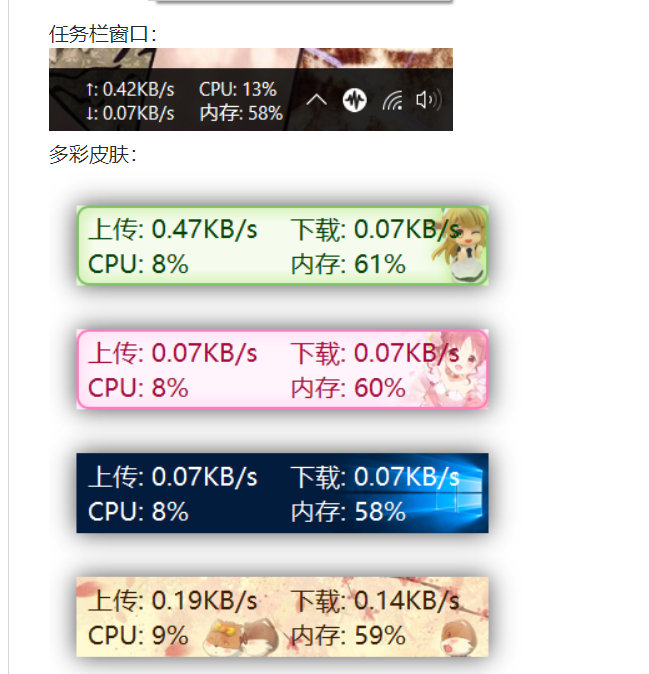 任务栏窗口：
↑: 0.42KB/s CPU: 13%
↓: 0.07KB/s 内存: 58%
多彩皮肤：
上传: 0.47KB/s 下载: 0.07KB/s
CPU: 8% 内存: 61%
上传: 0.07KB/s 下载: 0.07KB/s
CPU: 8% 内存: 60%
上传: 0.07KB/s 下载: 0.07KB/s
CPU: 8% 内存: 58%
上传: 0.19KB/s 下载: 0.14KB/s
CPU: 9% 内存: 59%